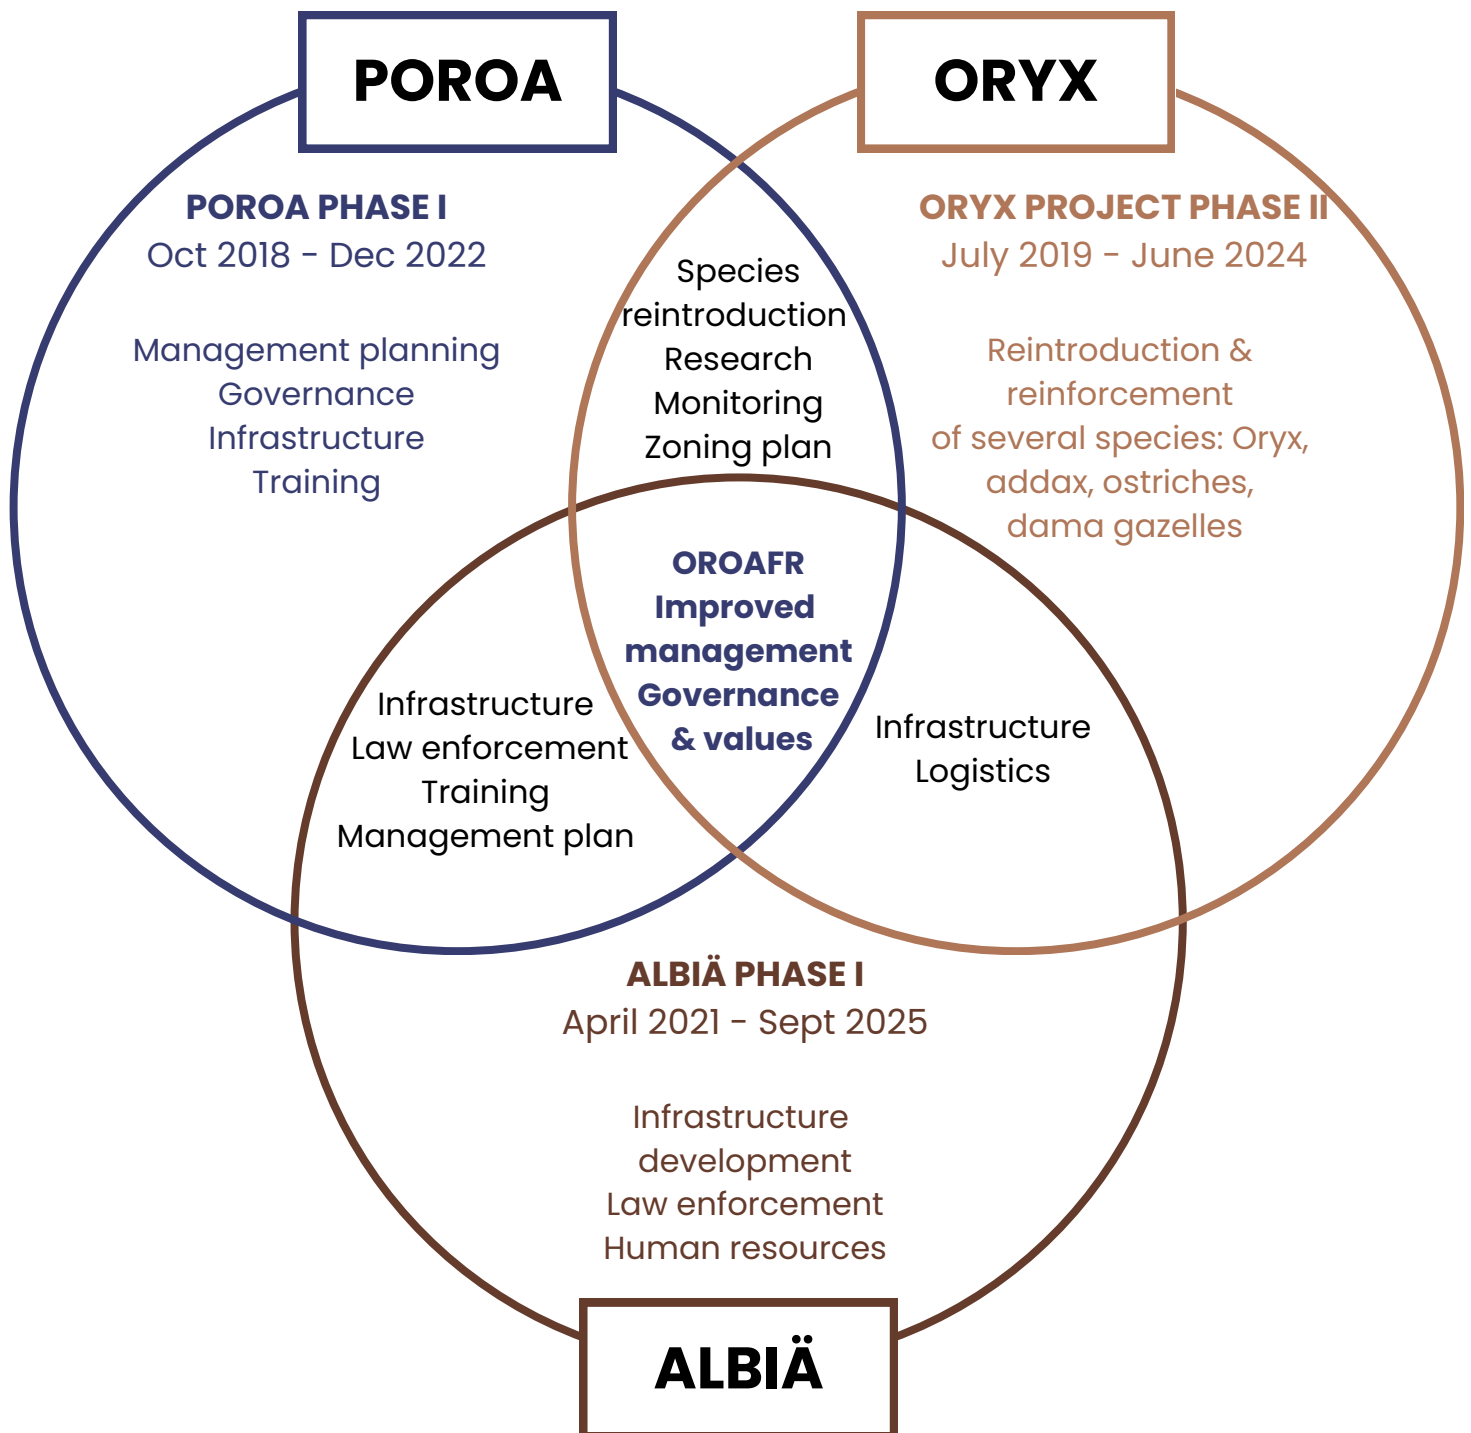 POROA
ORYX
POROA PHASE I
Oct 2018 - Dec 2022
Management planning
Governance
Infrastructure
Training
Species
reintroduction
Research
Monitoring
Zoning plan
ORYX PROJECT PHASE II
July 2019 - June 2024
Reintroduction &
reinforcement
of several species: Oryx,
addax, ostriches,
dama gazelles
OROAFR
Improved
management
Governance
& values
Infrastructure
Law enforcement
Training
Management plan
Infrastructure
Logistics
ALBIÄ PHASE I
April 2021 - Sept 2025
Infrastructure
development
Law enforcement
Human resources
ALBIÄ